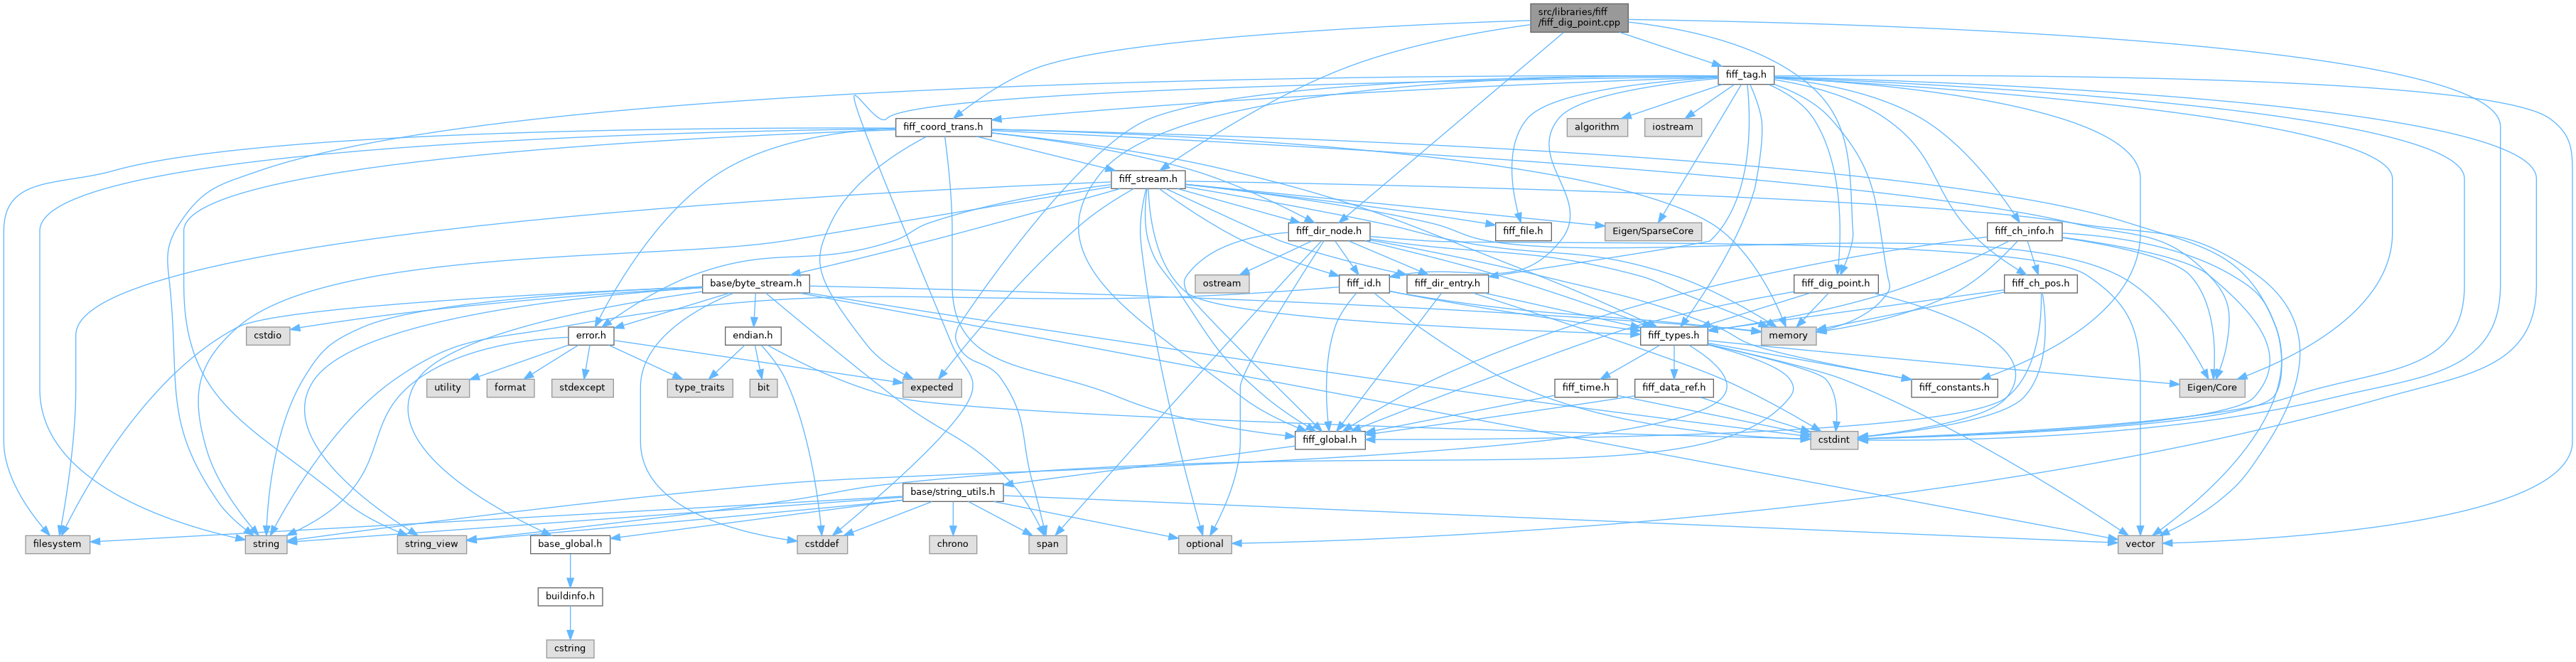 src/libraries/fiff
/fiff_dig_point.cpp
fiff_tag.h
fiff_coord_trans.h
algorithm
iostream
fiff_stream.h
fiff_dir_node.h
fiff_file.h
Eigen/SparseCore
fiff_ch_info.h
base/byte_stream.h
ostream
fiff_id.h
fiff_dir_entry.h
fiff_dig_point.h
fiff_ch_pos.h
cstdio
error.h
endian.h
fiff_types.h
memory
utility
format
stdexcept
type_traits
bit
expected
fiff_time.h
fiff_data_ref.h
fiff_constants.h
Eigen/Core
fiff_global.h
cstdint
base/string_utils.h
filesystem
string
string_view
base_global.h
cstddef
chrono
span
optional
vector
buildinfo.h
cstring